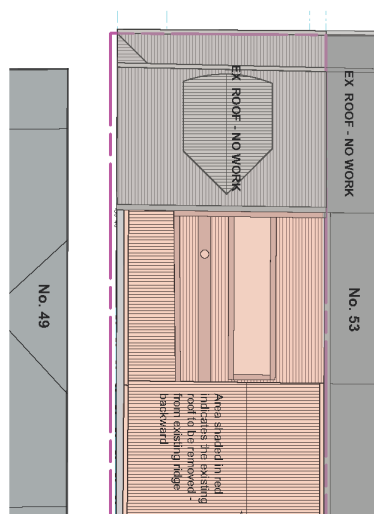 EX ROOF - NO WORK
EX ROOF - NO WORK
No. 49
No. 53
Area shaded in red
indicates the existing
roof to be removed -
from existing ridge
backward